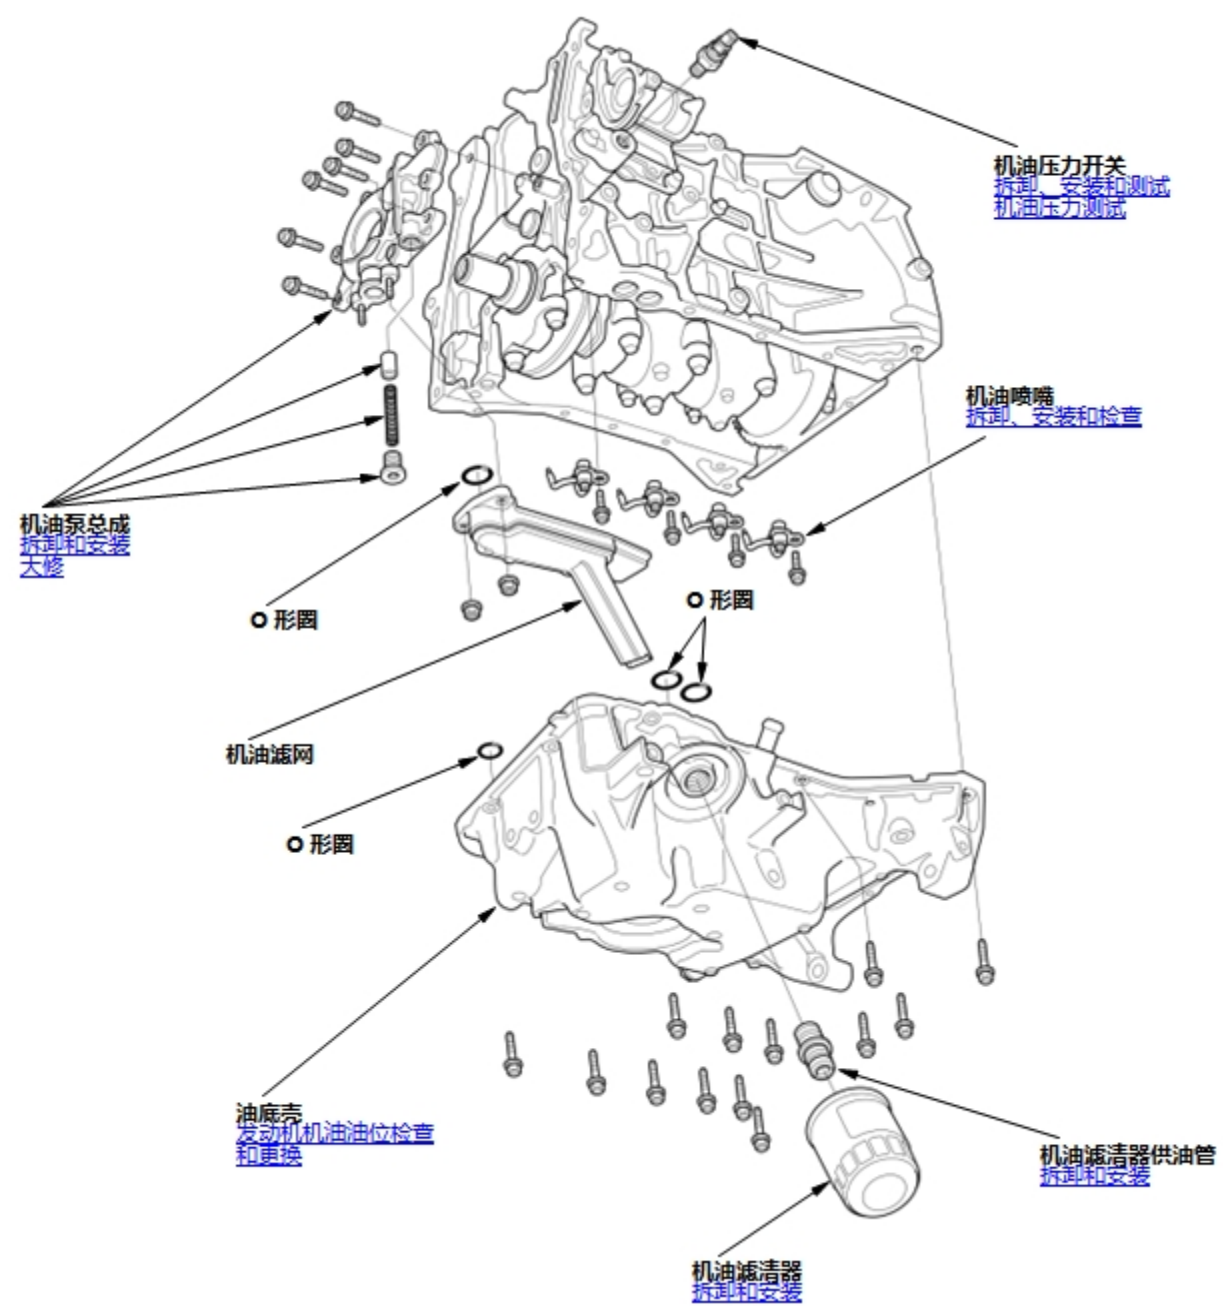 机油压力开关
拆卸、安装和测试
机油压力测试
机油喷嘴
拆卸、安装和检查
机油泵总成
拆卸和安装
大修
O 形圈
O 形圈
机油滤网
O 形圈
油底壳
发动机机油油位检查
和更换
机油滤清器供油管
拆卸和安装
机油滤清器
拆卸和安装